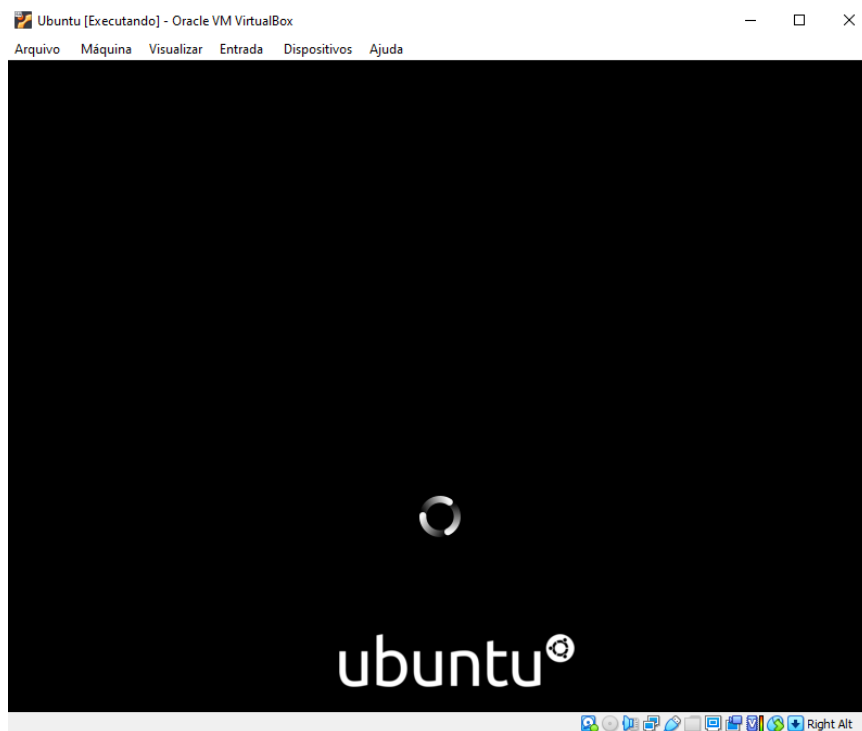 Ubuntu [Executando] - Oracle VM VirtualBox
Arquivo Máquina Visualizar Entrada Dispositivos Ajuda
ubuntu
Right Alt